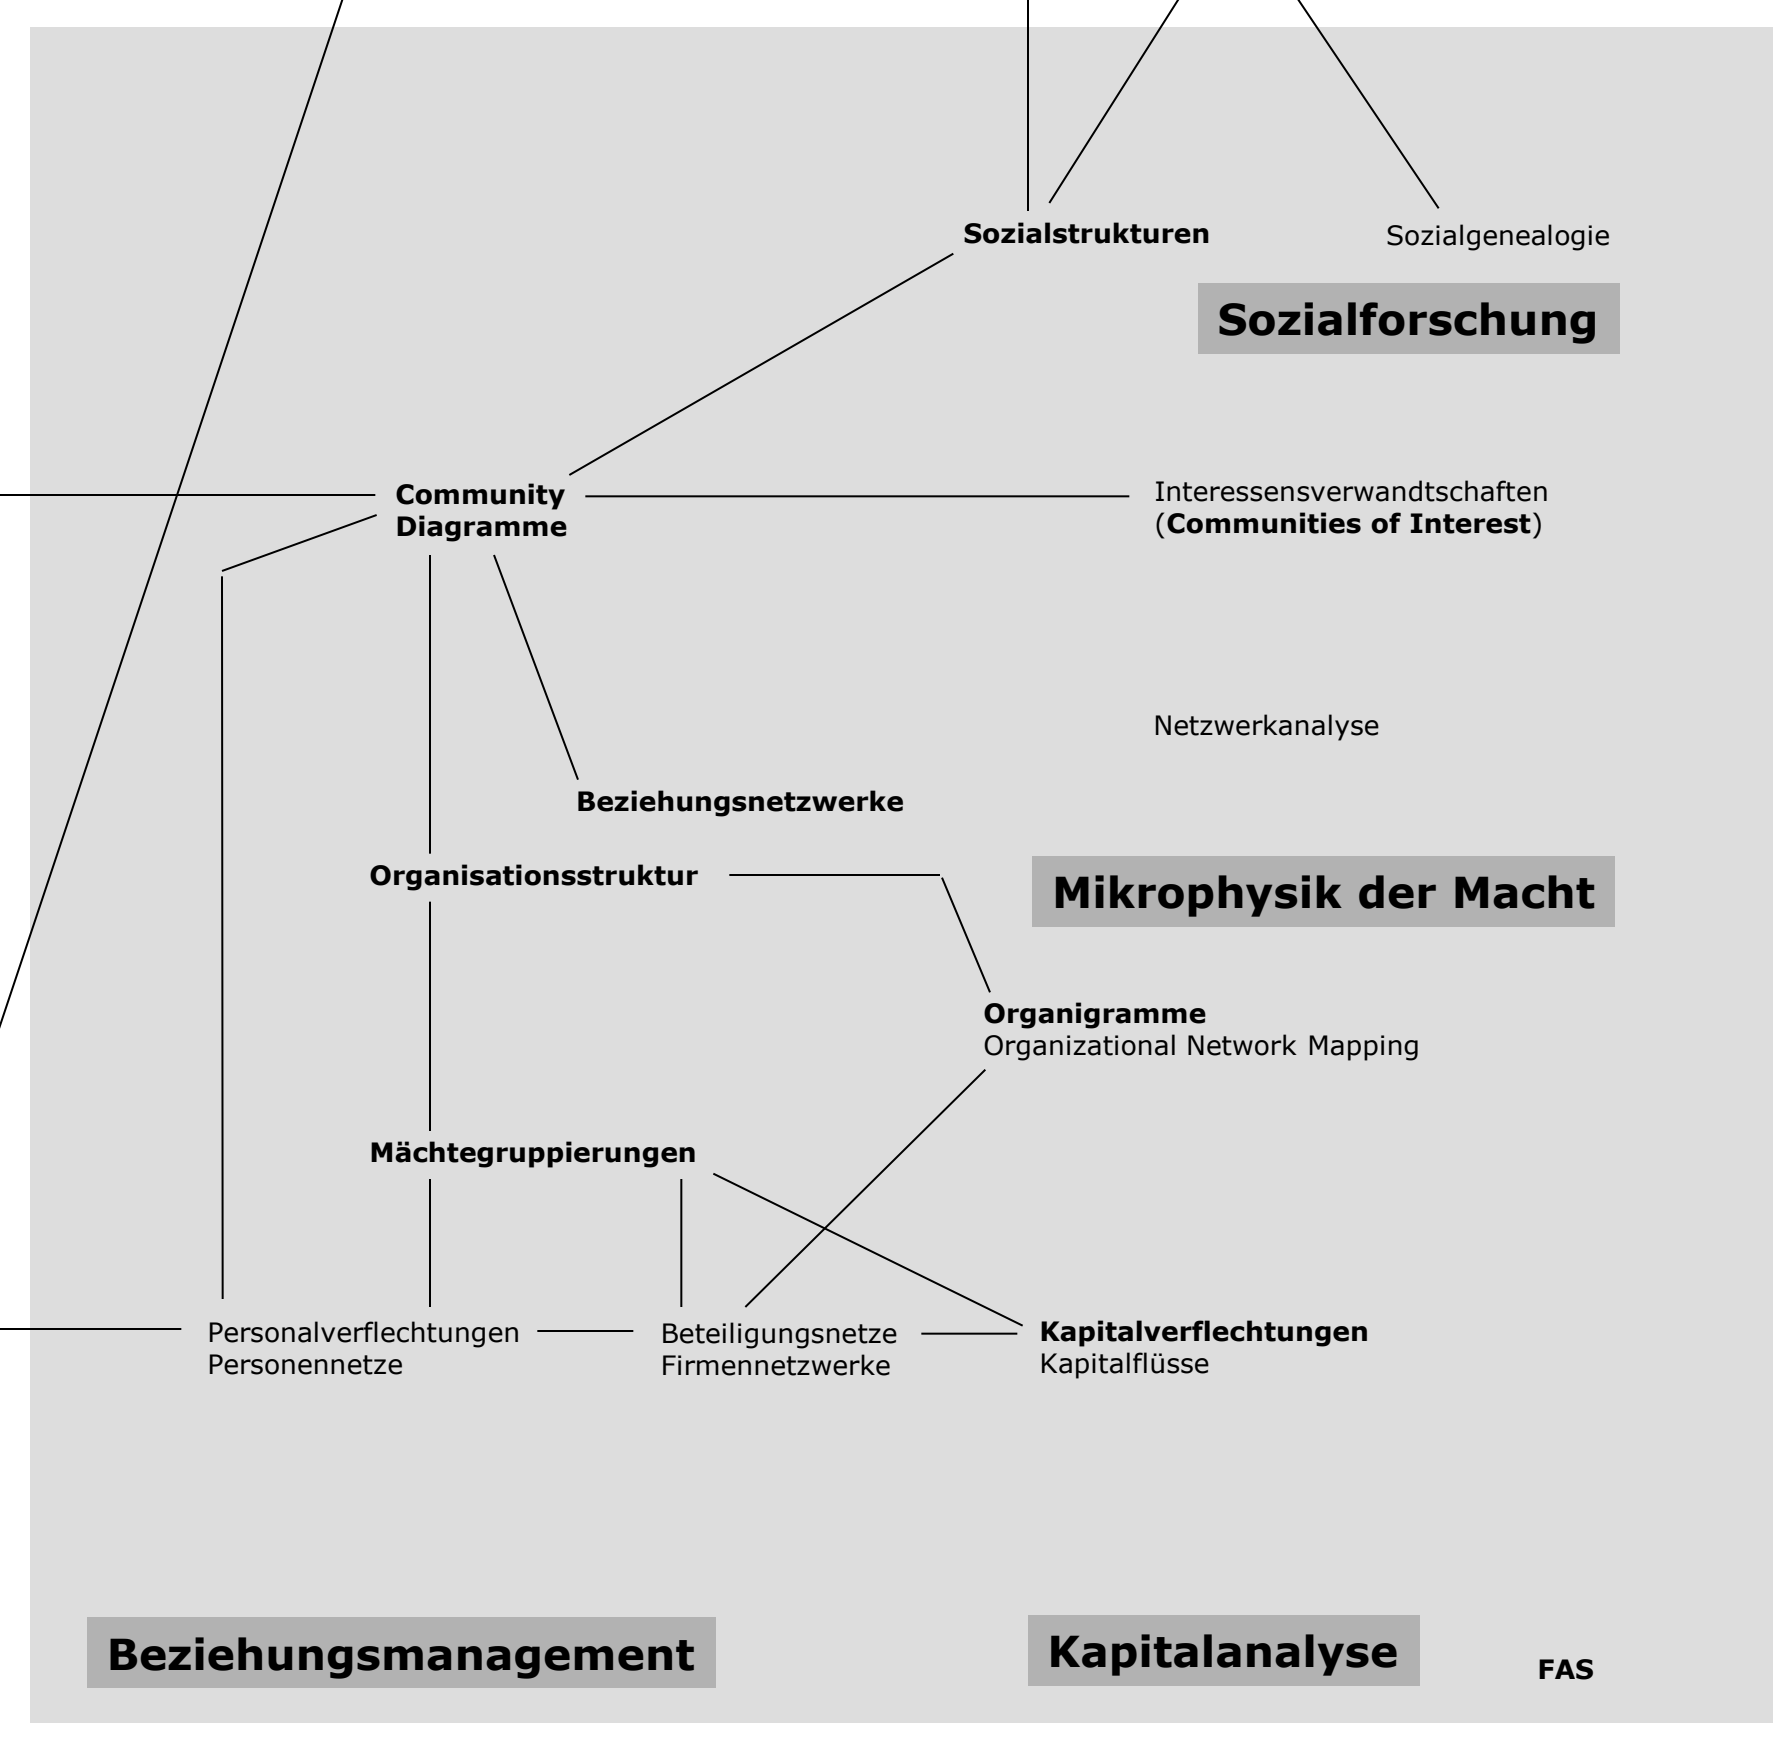 Sozialstrukturen
Sozialgenealogie
Sozialforschung
Community
Diagramme
Interessensverwandtschaften
(Communities of Interest)
Netzwerkanalyse
Beziehungsnetzwerke
Organisationsstruktur
Mikrophysik der Macht
Organigramme
Organizational Network Mapping
Mächtegruppierungen
Personalverflechtungen
Personennetze
Beteiligungsnetze
Firmennetzwerke
Kapitalverflechtungen
Kapitalflüsse
Beziehungsmanagement
Kapitalanalyse
FAS